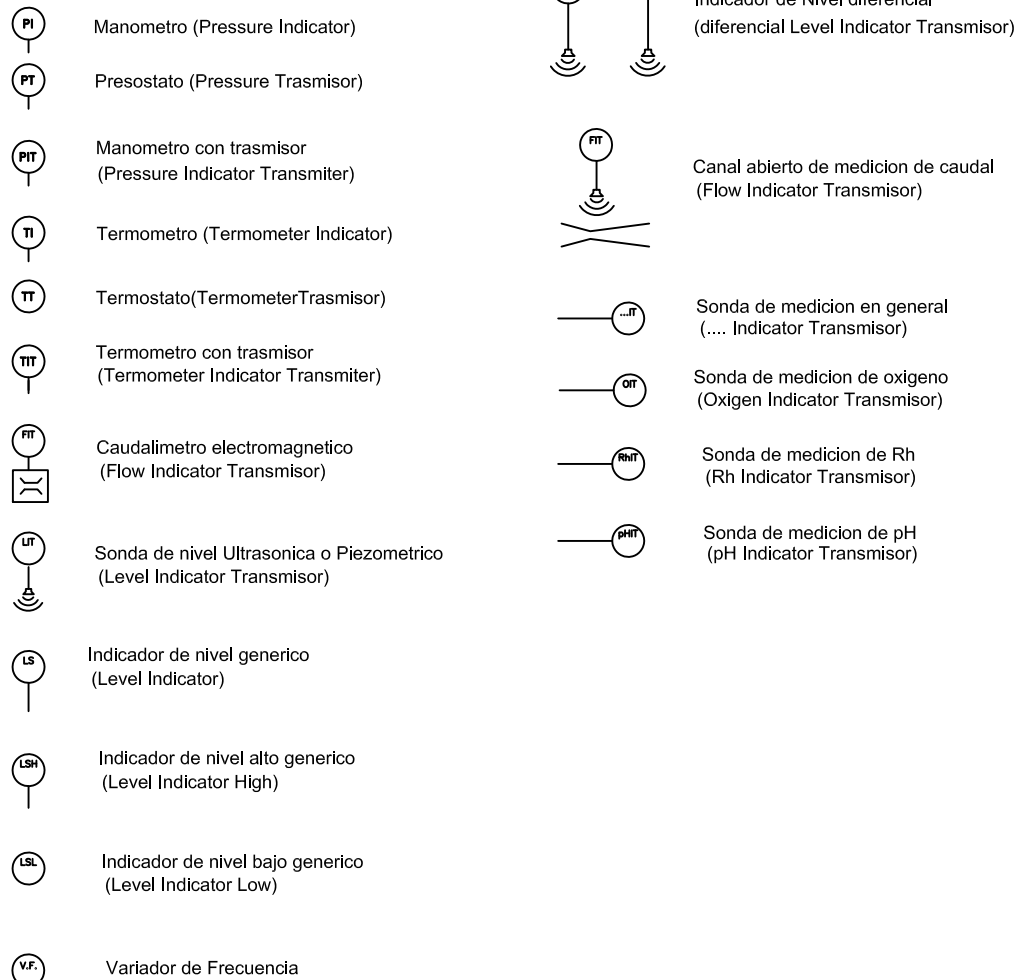 PI
Manometro (Pressure Indicator)
PT
Presostato (Pressure Trasmisor)
PIT
Manometro con trasmisor
(Pressure Indicator Transmiter)
TI
Termometro (Termometer Indicator)
TT
Termostato(TermometerTrasmisor)
TIT
Termometro con trasmisor
(Termometer Indicator Transmiter)
FIT
Caudalimetro electromagnetico
(Flow Indicator Transmisor)
LIT
Sonda de nivel Ultrasonica o Piezometrico
(Level Indicator Transmisor)
LS
Indicador de nivel generico
(Level Indicator)
LSH
Indicador de nivel alto generico
(Level Indicator High)
LSL
Indicador de nivel bajo generico
(Level Indicator Low)
V.F.
Variador de Frecuencia
Indicador de Nivel diferencial
(diferencial Level Indicator Transmisor)
FIT
Canal abierto de medicion de caudal
(Flow Indicator Transmisor)
...IT
Sonda de medicion en general
(.... Indicator Transmisor)
OIT
Sonda de medicion de oxigeno
(Oxigen Indicator Transmisor)
RhIT
Sonda de medicion de Rh
(Rh Indicator Transmisor)
pHIT
Sonda de medicion de pH
(pH Indicator Transmisor)